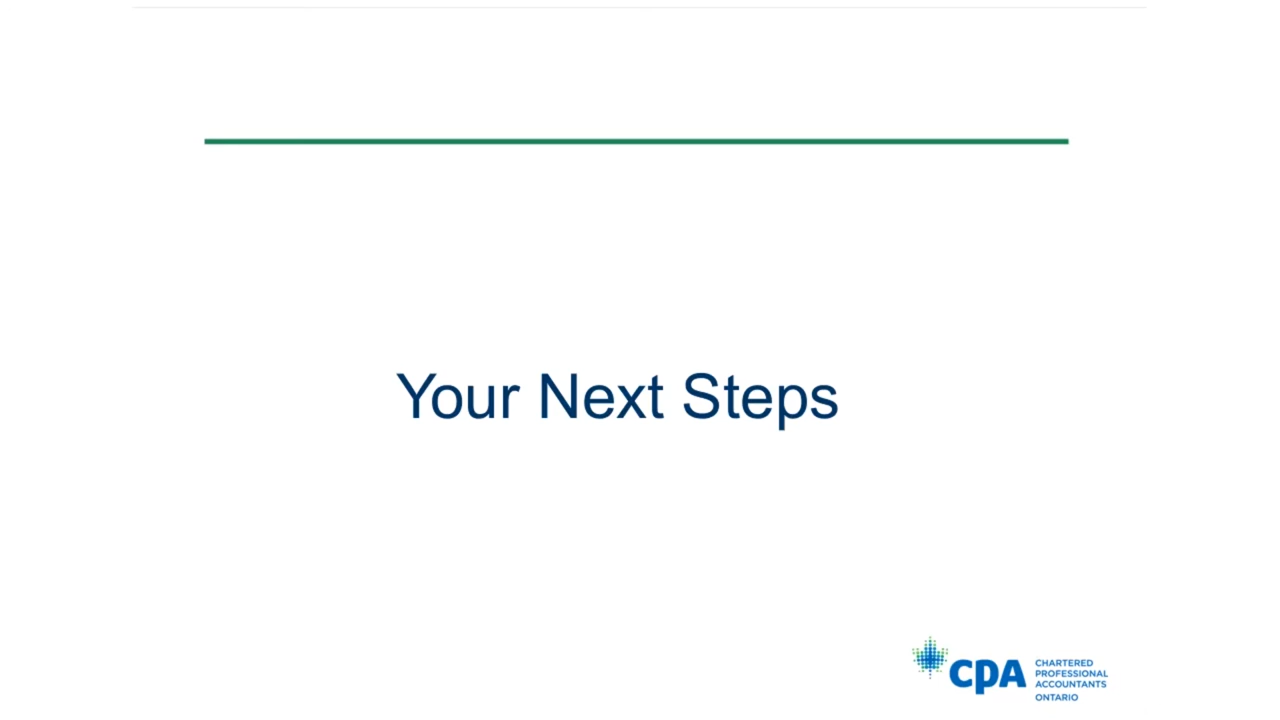 Your Next Steps
CPA
CHARTERED
PROFESSIONAL
ACCOUNTANTS
ONTARIO